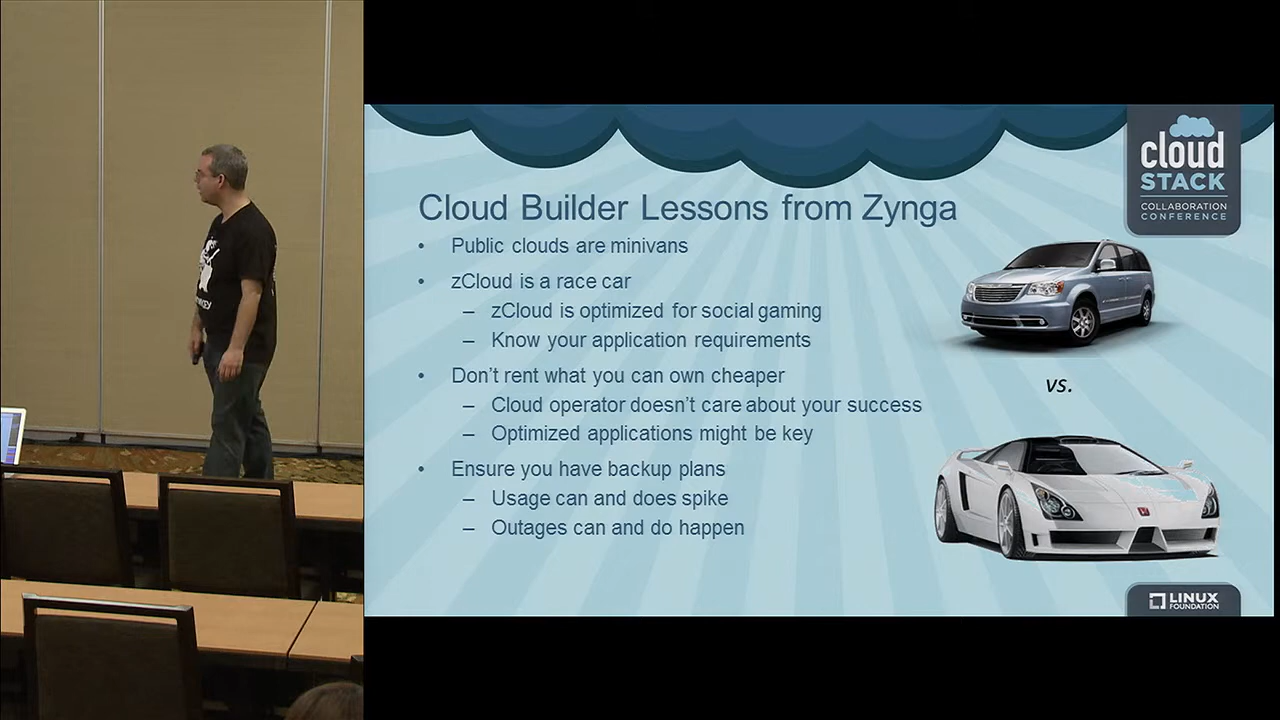 cloud
STACK
COLLABORATION
CONFERENCE
Cloud Builder Lessons from Zynga
• Public clouds are minivans
• zCloud is a race car
– zCloud is optimized for social gaming
– Know your application requirements
• Don't rent what you can own cheaper
– Cloud operator doesn't care about your success
– Optimized applications might be key
• Ensure you have backup plans
– Usage can and does spike
– Outages can and do happen
vs.
LINUX
FOUNDATION